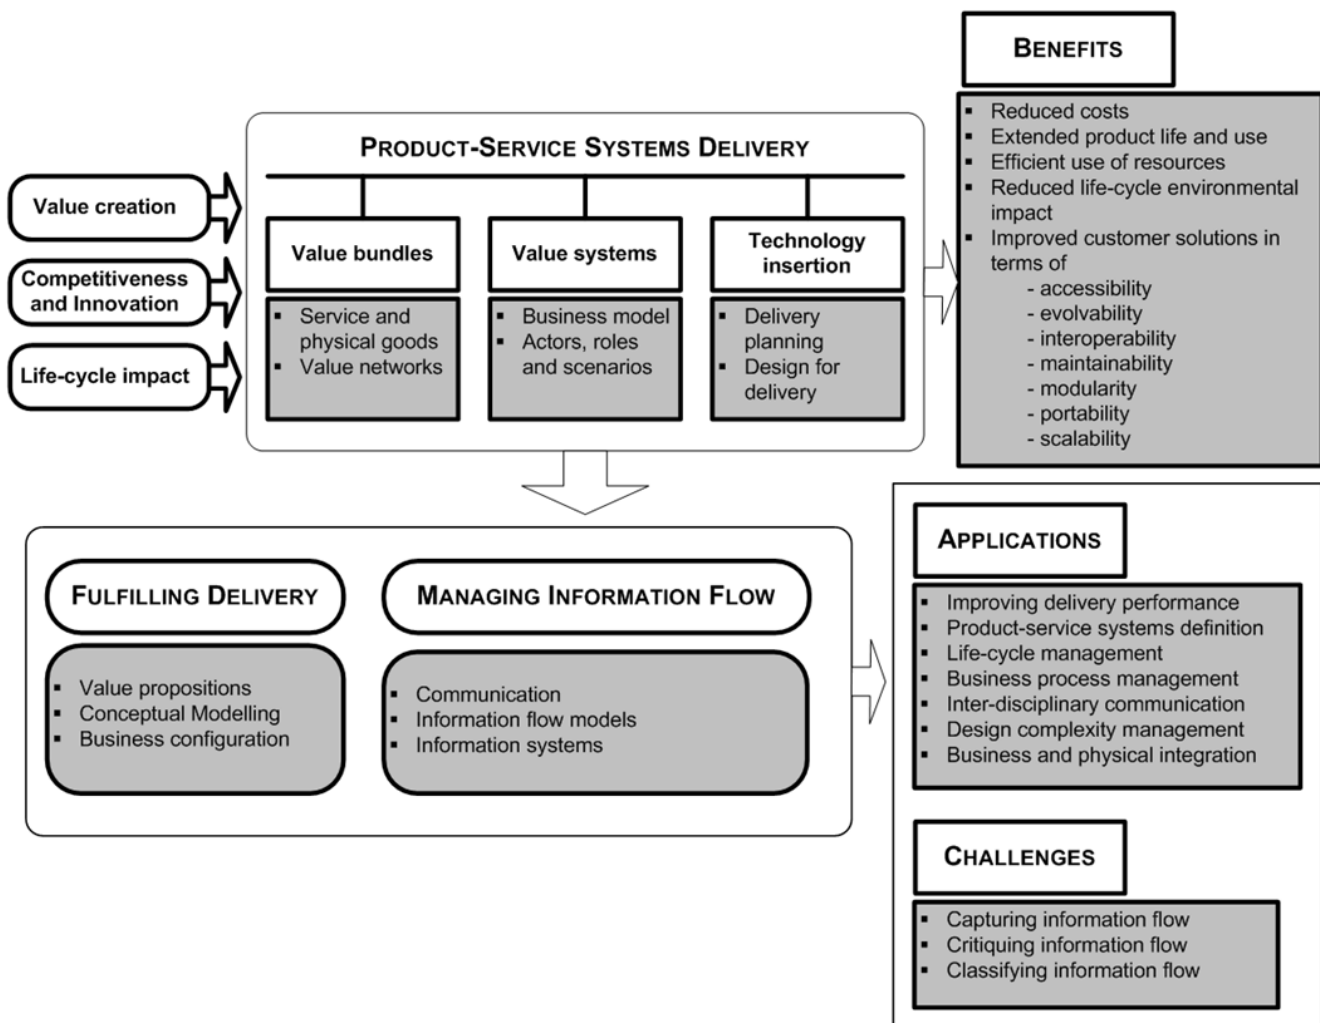 Value creation
Competitiveness
and Innovation
Life-cycle impact
PRODUCT-SERVICE SYSTEMS DELIVERY
Value bundles
▪ Service and
physical goods
▪ Value networks
Value systems
▪ Business model
▪ Actors, roles
and scenarios
Technology
insertion
▪ Delivery
planning
▪ Design for
delivery
BENEFITS
▪ Reduced costs
▪ Extended product life and use
▪ Efficient use of resources
▪ Reduced life-cycle environmental
impact
▪ Improved customer solutions in
terms of
- accessibility
- evolvability
- interoperability
- maintainability
- modularity
- portability
- scalability
FULFILLING DELIVERY
▪ Value propositions
▪ Conceptual Modelling
▪ Business configuration
MANAGING INFORMATION FLOW
▪ Communication
▪ Information flow models
▪ Information systems
APPLICATIONS
▪ Improving delivery performance
▪ Product-service systems definition
▪ Life-cycle management
▪ Business process management
▪ Inter-disciplinary communication
▪ Design complexity management
▪ Business and physical integration
CHALLENGES
▪ Capturing information flow
▪ Critiquing information flow
▪ Classifying information flow